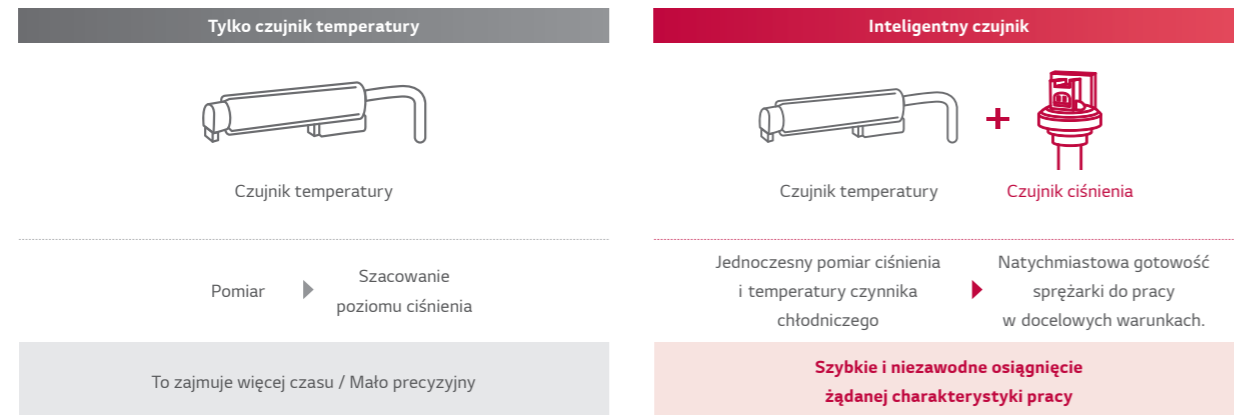 Tylko czujnik temperatury
Czujnik temperatury
Pomiar
Szacowanie
poziomu ciśnienia
To zajmuje więcej czasu / Mało precyzyjny
Inteligentny czujnik
+
Czujnik temperatury
Czujnik ciśnienia
Jednoczesny pomiar ciśnienia
i temperatury czynnika
chłodniczego
Natychmiastowa gotowość
sprężarki do pracy
w docelowych warunkach.
Szybkie i niezawodne osiągnięcie
żądanej charakterystyki pracy